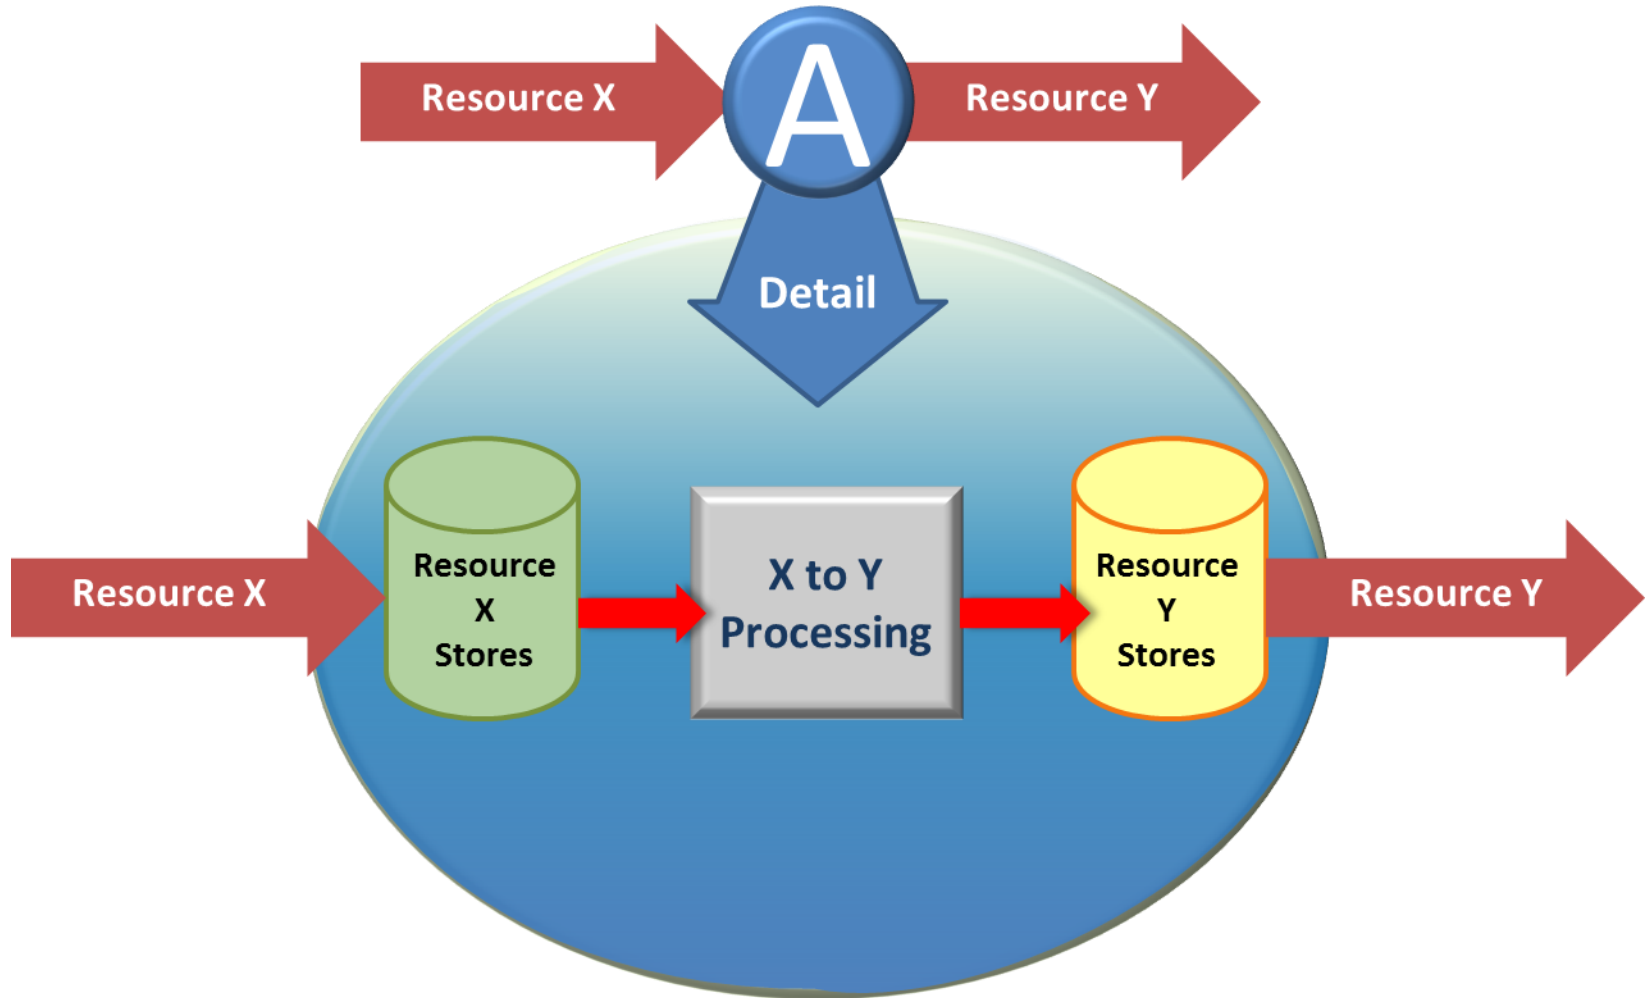 Resource X
A
Resource Y
Detail
Resource X
Resource
X
Stores
X to Y
Processing
Resource
Y
Stores
Resource Y